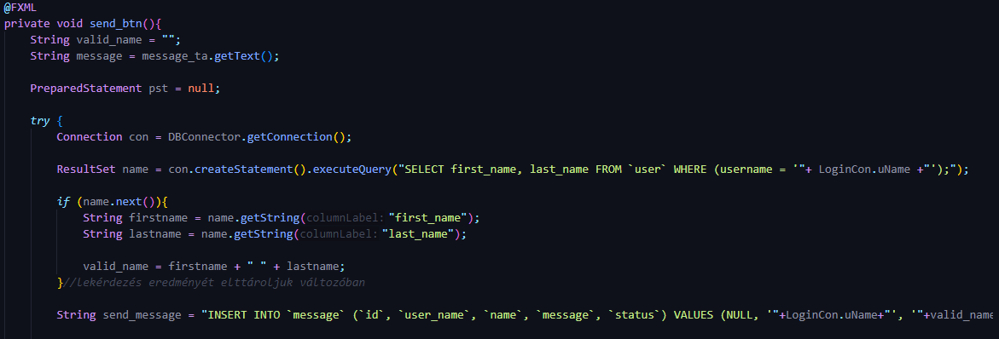 @FXML
private void send_btn(){
String valid_name = "";
String message = message_ta.getText();
PreparedStatement pst = null;
try {
Connection con = DBConnector.getConnection();
ResultSet name = con.createStatement().executeQuery("SELECT first_name, last_name FROM `user` WHERE (username = '"+ LoginCon.uName +"');");
if (name.next()){
String firstname = name.getString(columnLabel: "first_name");
String lastname = name.getString(columnLabel: "last_name");
valid_name = firstname + " " + lastname;
}//lekérdezés eredményét elttároljuk változóban
String send_message = "INSERT INTO `message` (`id`, `user_name`, `name`, `message`, `status`) VALUES (NULL, '"+LoginCon.uName+"', '"+valid_name